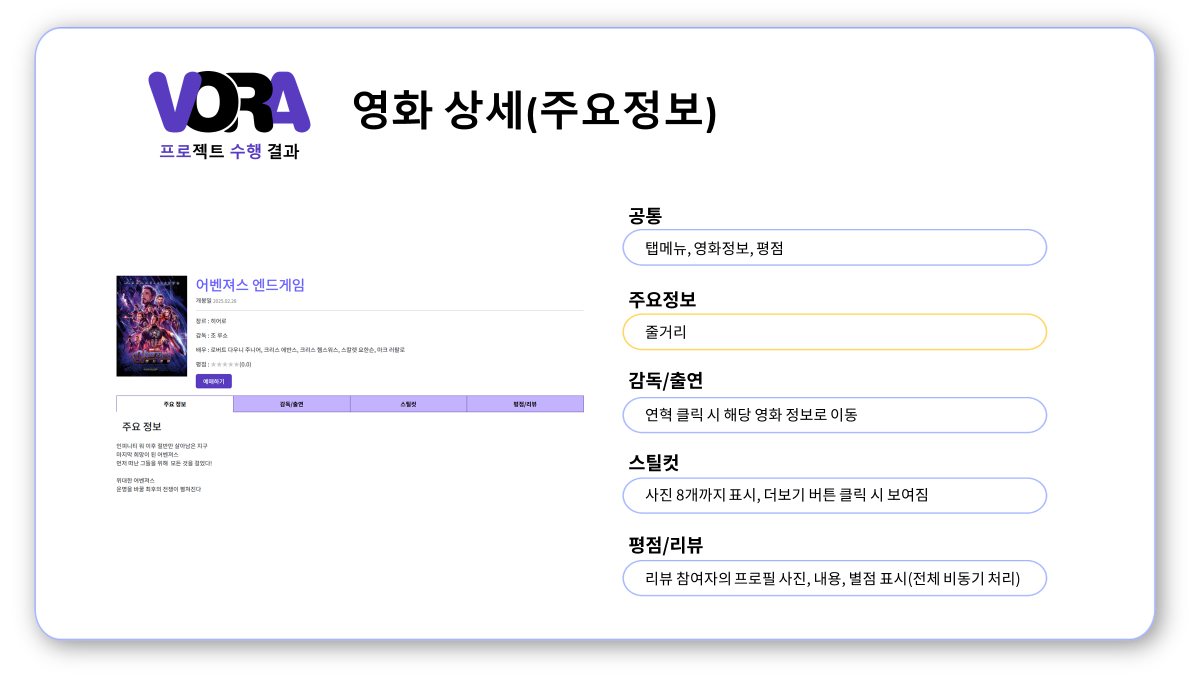 VORA
프로젝트 수행 결과
영화 상세(주요정보)
어벤져스 엔드게임
개봉일 2025.02.28
장르 : 히어로
감독 : 조 루소
배우 : 로버트 다우니 주니어, 크리스 에반스, 크리스 헴스워스, 스칼렛 요한슨, 마크 러팔로
평점 : ★★★★★(0.0)
예매하기
주요 정보
감독/출연
스틸컷
평점/리뷰
주요 정보
인피니티 워 이후 절반만 살아남은 지구
마지막 희망이 된 어벤져스
먼저 떠난 그들을 위해 모든 것을 걸었다!
위대한 어벤져스
운명을 바꿀 최후의 전쟁이 펼쳐진다
공통
탭메뉴, 영화정보, 평점
주요정보
줄거리
감독/출연
연혁 클릭 시 해당 영화 정보로 이동
스틸컷
사진 8개까지 표시, 더보기 버튼 클릭 시 보여짐
평점/리뷰
리뷰 참여자의 프로필 사진, 내용, 별점 표시(전체 비동기 처리)